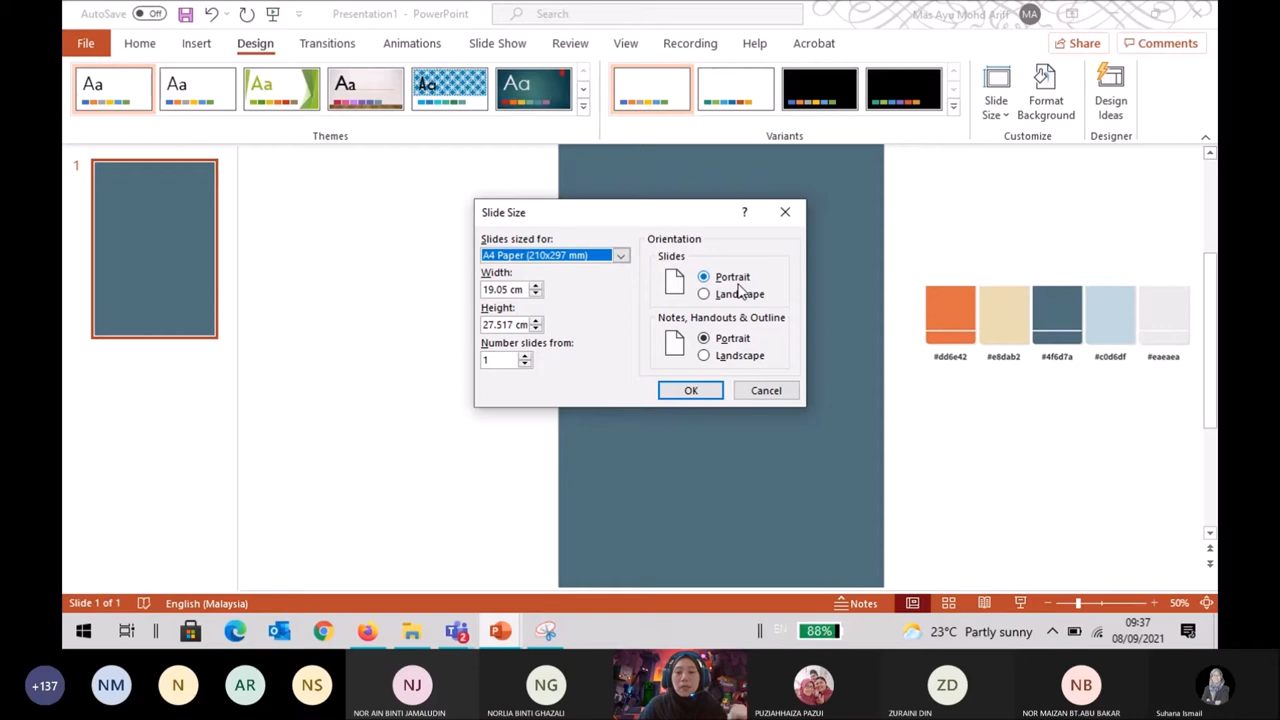 AutoSave Off Presentation1 - PowerPoint Search Mas Ayu Mohd Ariff MA
File Home Insert Design Transitions Animations Slide Show Review View Recording Help Acrobat Share Comments
Aa Aa Aa Aa Aa Aa
Slide Size
Format Background
Design Ideas
Themes Variants Customize Designer
1
Slide Size ?
Slides sized for:
A4 Paper (210x297 mm)
Width:
19.05 cm
Height:
27.517 cm
Number slides from:
1
Orientation
Slides
Portrait
Landscape
Notes, Handouts & Outline
Portrait
Landscape
OK Cancel
#dd6e42 #e8dab2 #4f6d7a #c0d6df #eaeaea
Slide 1 of 1 English (Malaysia) Notes 50%
2 EN 88% 23°C Partly sunny 09:37
08/09/2021
+137 NM N AR NS NJ NG ZD NB
NOR AIN BINTI JAMALUDIN NORLIA BINTI GHAZALI PUZIAHHAIZA PAZUI ZURAINI DIN NOR MAIZAN BT.ABU BAKAR Suhana Ismail